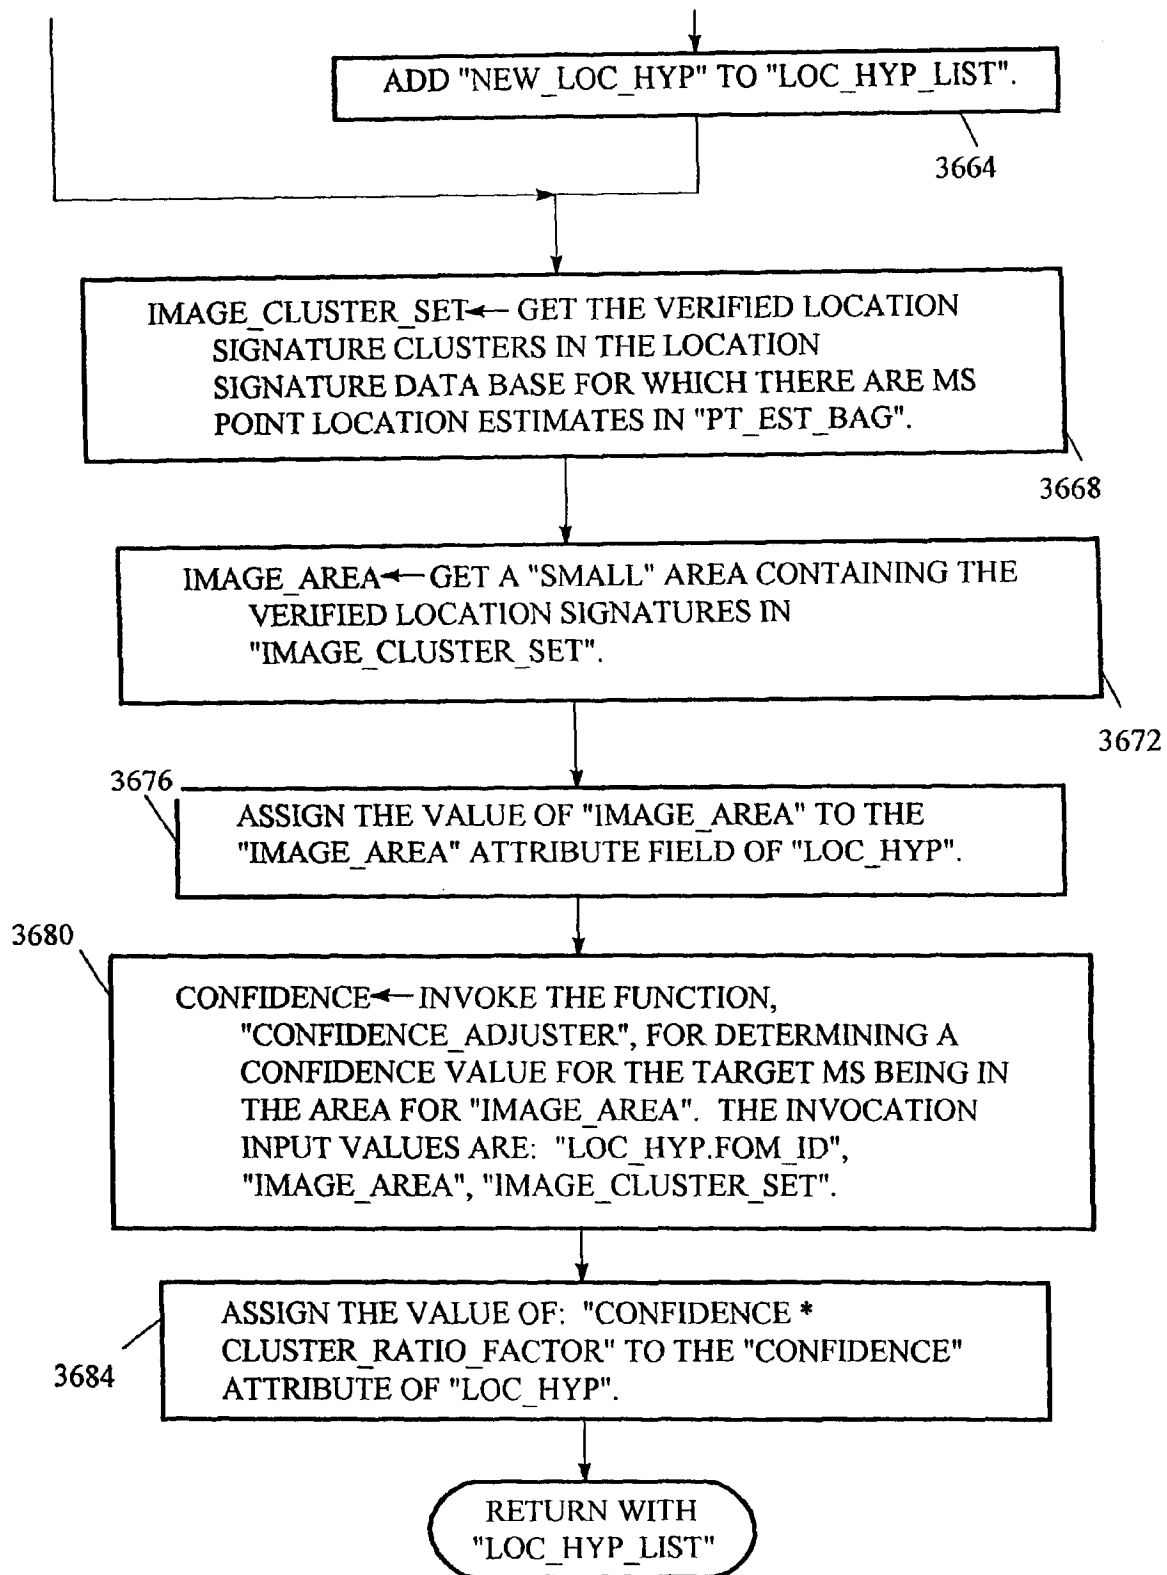 ADD "NEW_LOC_HYP" TO "LOC_HYP_LIST".
3664
IMAGE_CLUSTER_SET← GET THE VERIFIED LOCATION
SIGNATURE CLUSTERS IN THE LOCATION
SIGNATURE DATA BASE FOR WHICH THERE ARE MS
POINT LOCATION ESTIMATES IN "PT_EST_BAG".
3668
IMAGE_AREA← GET A "SMALL" AREA CONTAINING THE
VERIFIED LOCATION SIGNATURES IN
"IMAGE_CLUSTER_SET".
3672
3676
ASSIGN THE VALUE OF "IMAGE_AREA" TO THE
"IMAGE_AREA" ATTRIBUTE FIELD OF "LOC_HYP".
3680
CONFIDENCE← INVOKE THE FUNCTION,
"CONFIDENCE_ADJUSTER", FOR DETERMINING A
CONFIDENCE VALUE FOR THE TARGET MS BEING IN
THE AREA FOR "IMAGE_AREA". THE INVOCATION
INPUT VALUES ARE: "LOC_HYP.FOM_ID",
"IMAGE_AREA", "IMAGE_CLUSTER_SET".
ASSIGN THE VALUE OF: "CONFIDENCE *
CLUSTER_RATIO_FACTOR" TO THE "CONFIDENCE"
ATTRIBUTE OF "LOC_HYP".
3684
RETURN WITH
"LOC_HYP_LIST"